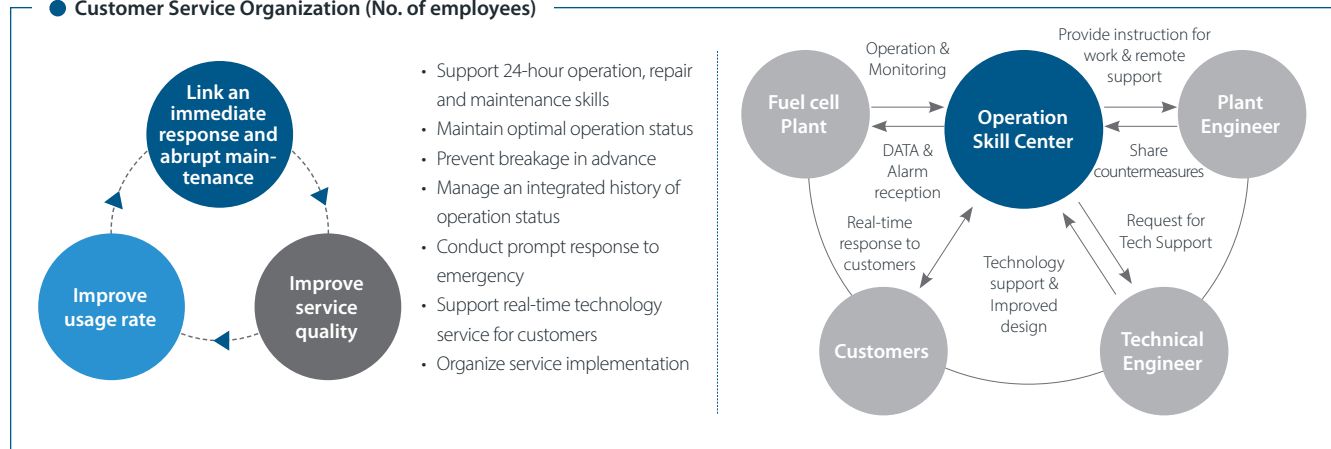 Customer Service Organization (No. of employees)
Link an
immediate
response and
abrupt main-
tenance
Improve
usage rate
Improve
service
quality
• Support 24-hour operation, repair
and maintenance skills
• Maintain optimal operation status
• Prevent breakage in advance
• Manage an integrated history of
operation status
• Conduct prompt response to
emergency
• Support real-time technology
service for customers
• Organize service implementation
Fuel cell
Plant
Operation &
Monitoring
DATA &
Alarm
reception
Operation
Skill Center
Provide instruction for
work & remote
support
Share
countermeasures
Plant
Engineer
Real-time
response to
customers
Technology
support &
Improved
design
Request for
Tech Support
Customers
Technical
Engineer